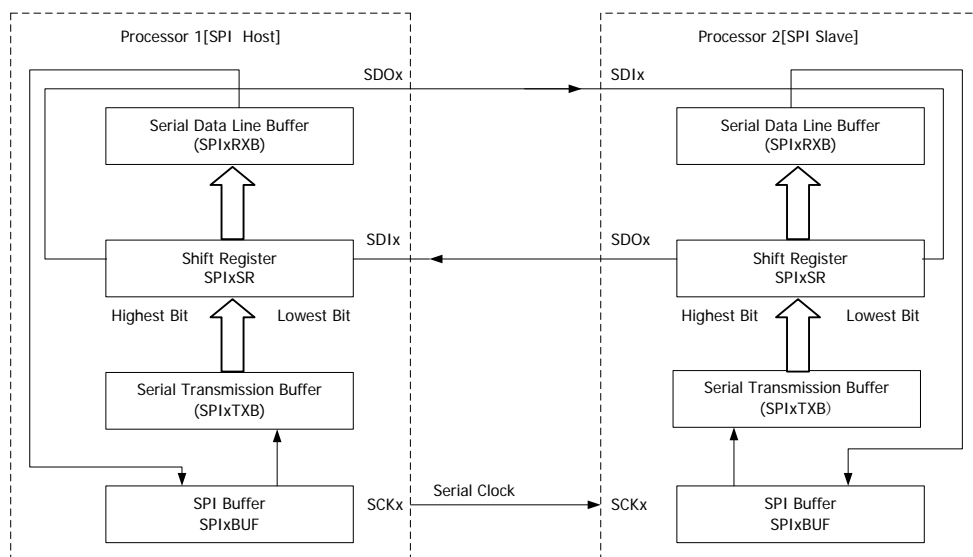 Processor 1[SPI Host]
SDOx
Serial Data Line Buffer
(SPIxRXB)
SDIx
Shift Register
SPIxSR
Highest Bit
Lowest Bit
Serial Transmission Buffer
(SPIxTXB)
SPI Buffer
SPIxBUF
SCKx
Serial Clock
Processor 2[SPI Slave]
SDIx
Serial Data Line Buffer
(SPIxRXB)
SDOx
Shift Register
SPIxSR
Highest Bit
Lowest Bit
Serial Transmission Buffer
(SPIxTXB)
SCKx
SPI Buffer
SPIxBUF